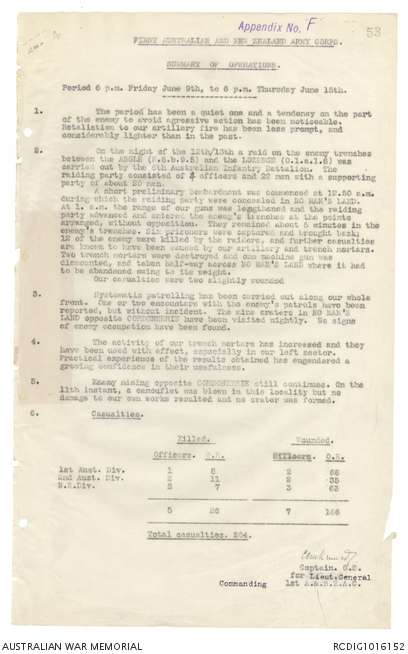 Appendix No. F
53
FIRST AUSTRALIAN AND NEW ZEALAND ARMY CORPS.
SUMMARY OF OPERATIONS.
Period 6 p.m. Friday June 9th, to 6 p.m. Thursday June 15th.
1. The period has been a quiet one and a tendency on the part
of the enemy to avoid agressive action has been noticeable.
Retaliation to our artillery fire has been less prompt, and
considerably lighter than in the past.
2. On the night of the 12th/13th a raid on the enemy trenches
between the ANGLE (N.6.b.9.5) and the LOZENGE (O.1.a.1.8) was
carried out by the 6th Australian Infantry Battalion. The
raiding party consisted of 4 officers and 22 men with a supporting
party of about 20 men.
A short preliminary bombardment was commenced at 12.50 a.m.
during which the raiding party were concealed in NO MAN'S LAND.
At 1. a.m. the range of our guns was lengthened and the raiding
party advanced and entered the enemy's trenches at the points
arranged, without opposition. They remained about 5 minutes in the
enemy's trenches. Six prisoners were captured and brought back;
12 of the enemy were killed by the raiders, and further casualties
are known to have been caused by our artillery and trench mortars.
Two trench mortars were destroyed and one machine gun was
dismounted, and taken half-way across NO MAN'S LAND where it had
to be abandoned owing to its weight.
Our casualties were two slightly wounded
3. Systematic patrolling has been carried out along our whole
front. One or two encounters with the enemy's patrols have been
reported, but without incident. The mine craters in NO MAN'S
LAND opposite CORDONNERIE have been visited nightly. No signs
of enemy occupation have been found.
4. The activity of our trench mortars has increased and they
have been used with effect, especially in our left sector.
Practical experience of the results obtained has engendered a
growing confidence in their usefulness.
5. Enemy mining opposite CORDONNERIE still continues. On the
11th instant, a camouflet was blown in this locality but no
damage to our own works resulted and no crater was formed.
6. Casualties.
Killed. Wounded.
Officers. O.R. Officers. O.R.
1st Aust. Div. 1 8 2 68
2nd Aust. Div. 2 11 2 35
N.Z.Div. 2 7 3 63
5 26 7 166
Total casualties. 204.
Captain. G.S.
for Lieut.General
Commanding 1st A.& N.Z.A.C.
AUSTRALIAN WAR MEMORIAL
RCDIG1016152